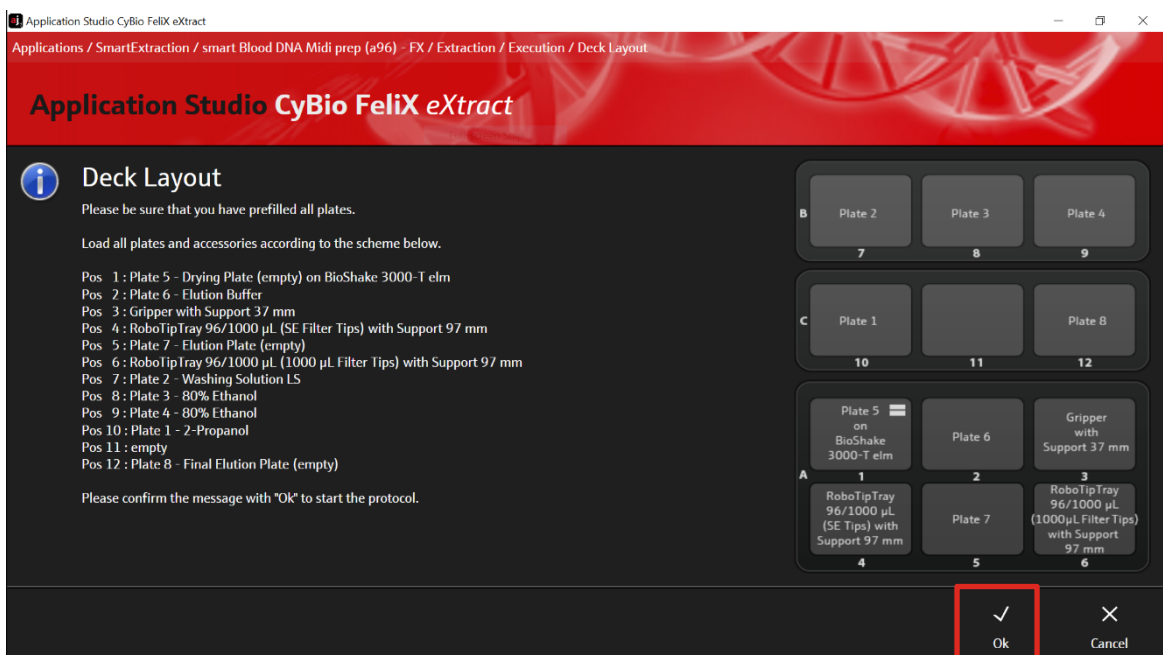 aj. Application Studio CyBio FeliX eXtract
Applications / SmartExtraction / smart Blood DNA Midi prep (a96) - FX / Extraction / Execution / Deck Layout
Application Studio CyBio FeliX eXtract
Deck Layout
Please be sure that you have prefilled all plates.
Load all plates and accessories according to the scheme below.
Pos 1 : Plate 5 - Drying Plate (empty) on BioShake 3000-T elm
Pos 2 : Plate 6 - Elution Buffer
Pos 3 : Gripper with Support 37 mm
Pos 4 : RoboTipTray 96/1000 µL (SE Filter Tips) with Support 97 mm
Pos 5 : Plate 7 - Elution Plate (empty)
Pos 6 : RoboTipTray 96/1000 µL (1000 µL Filter Tips) with Support 97 mm
Pos 7 : Plate 2 - Washing Solution LS
Pos 8 : Plate 3 - 80% Ethanol
Pos 9 : Plate 4 - 80% Ethanol
Pos 10 : Plate 1 - 2-Propanol
Pos 11 : empty
Pos 12 : Plate 8 - Final Elution Plate (empty)
Please confirm the message with "Ok" to start the protocol.
B Plate 2 Plate 3 Plate 4
7 8 9
C Plate 1 Plate 8
10 11 12
Plate 5
on
BioShake
3000-T elm
Plate 6
Gripper
with
Support 37 mm
A 1 2 3
RoboTipTray
96/1000 µL
(SE Tips) with
Support 97 mm
Plate 7
RoboTipTray
96/1000 µL
(1000µL Filter Tips)
with Support
97 mm
4 5 6
Ok Cancel